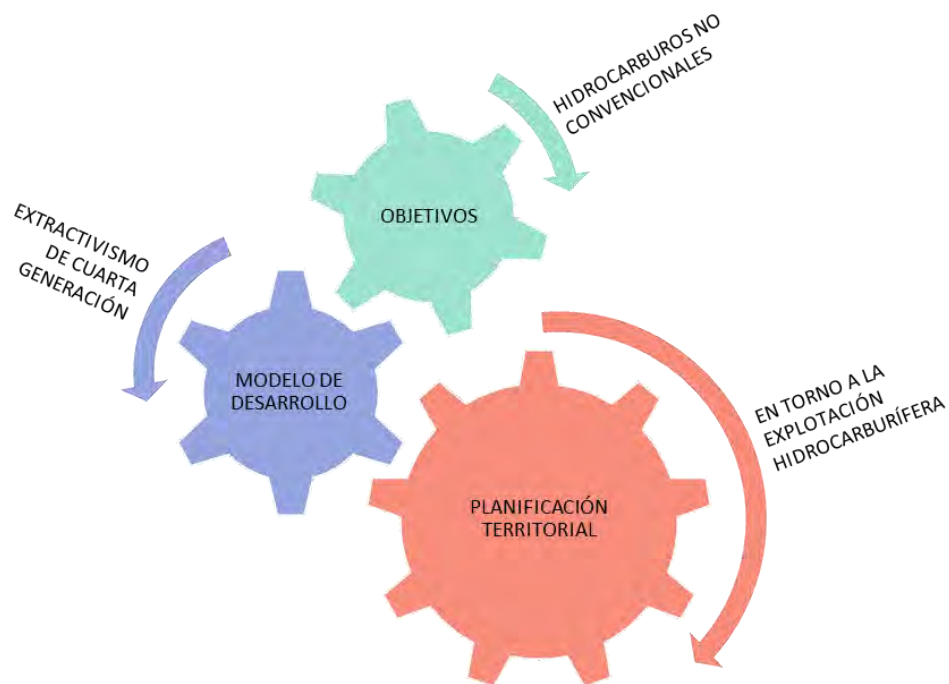 HIDROCARBUROS NO
CONVENCIONALES
OBJETIVOS
EXTRACTIVISMO
DE CUARTA
GENERACIÓN
MODELO DE
DESARROLLO
EN TORNO A LA
EXPLOTACIÓN
HIDROCARBURÍFERA
PLANIFICACIÓN
TERRITORIAL